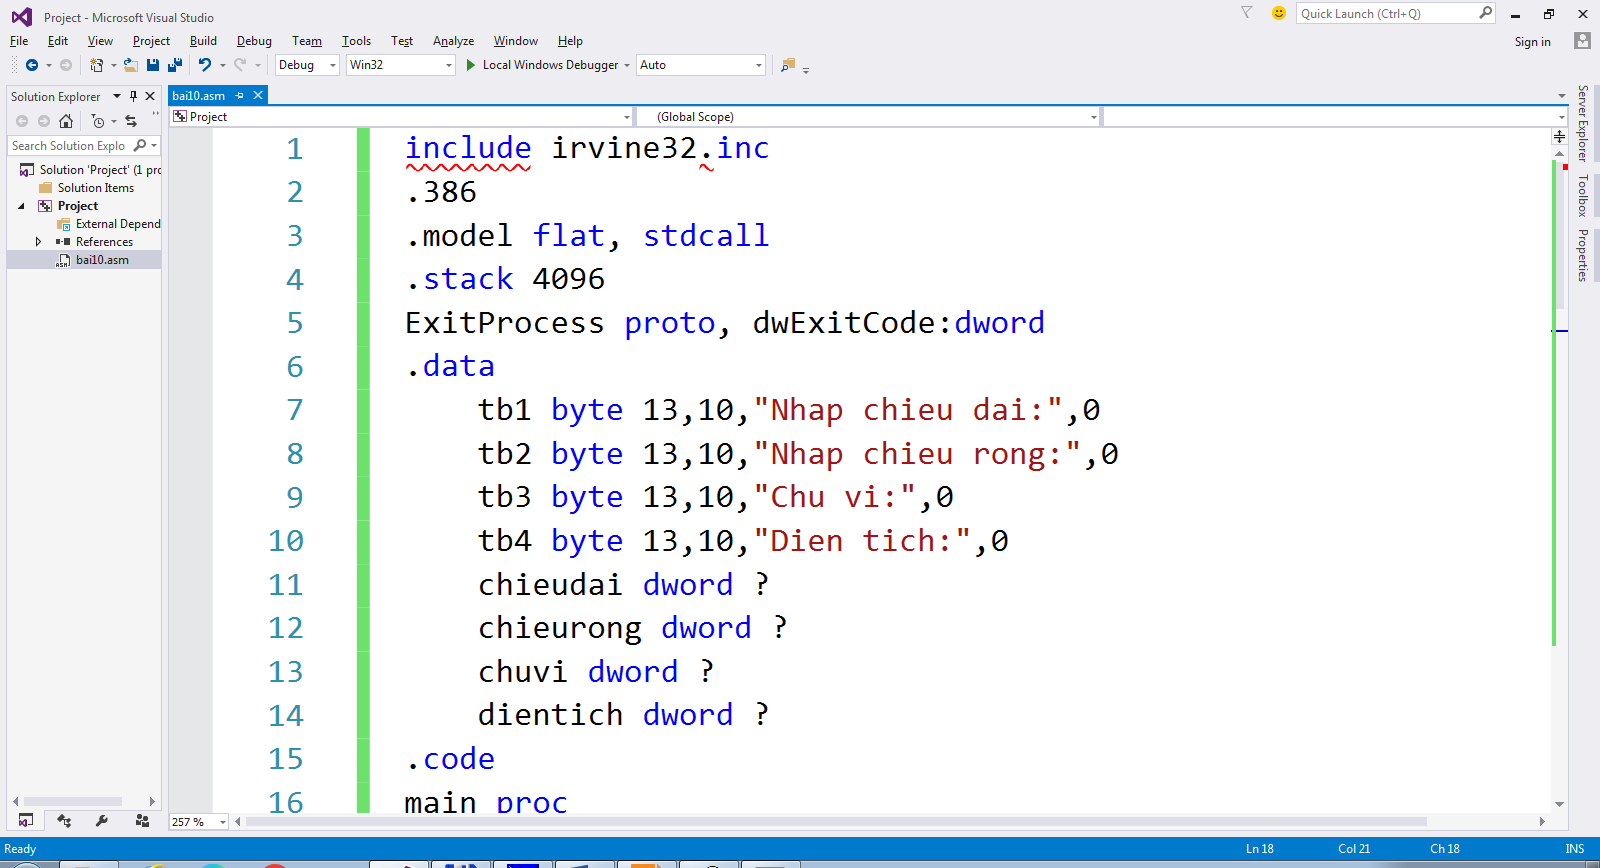 Project - Microsoft Visual Studio
Quick Launch (Ctrl+Q)
File Edit View Project Build Debug Team Tools Test Analyze Window Help
Sign in
Debug Win32 Local Windows Debugger Auto
Solution Explorer
bai10.asm
Project
(Global Scope)
Search Solution Explo
Solution 'Project' (1 pro
Solution Items
Project
External Depend
References
bai10.asm
1 include irvine32.inc
2 .386
3 .model flat, stdcall
4 .stack 4096
5 ExitProcess proto, dwExitCode:dword
6 .data
7 tb1 byte 13,10,"Nhap chieu dai:",0
8 tb2 byte 13,10,"Nhap chieu rong:",0
9 tb3 byte 13,10,"Chu vi:",0
10 tb4 byte 13,10,"Dien tich:",0
11 chieudai dword ?
12 chieurong dword ?
13 chuvi dword ?
14 dientich dword ?
15 .code
16 main proc
Server Explorer
Toolbox
Properties
257 %
Ready
Ln 18 Col 21 Ch 18 INS